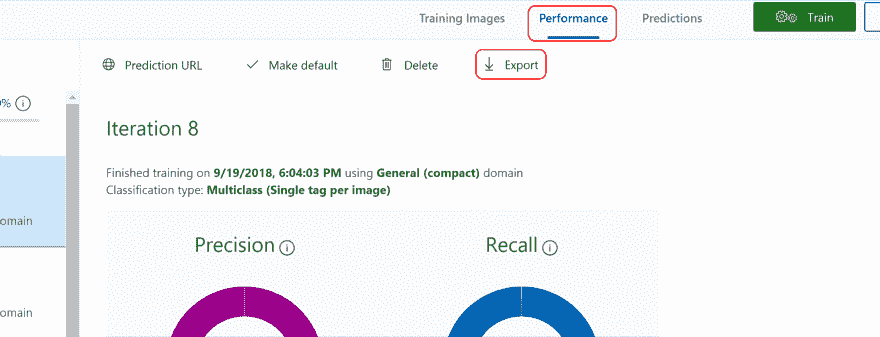 Training Images Performance Predictions Train
Prediction URL Make default Delete Export
% 
Iteration 8
Finished training on 9/19/2018, 6:04:03 PM using General (compact) domain
Classification type: Multiclass (Single tag per image)
omain
Precision Recall
omain